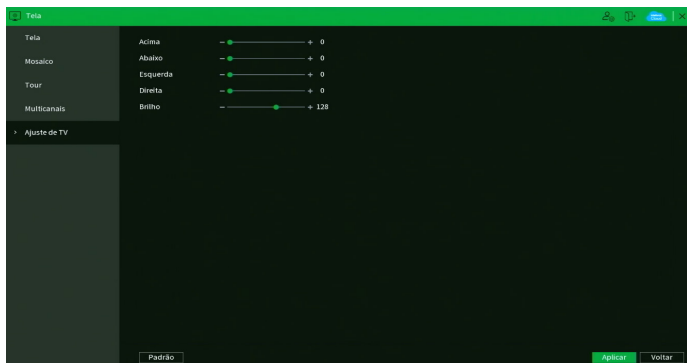 Tela
Tela
Mosaico
Tour
Multicanais
> Ajuste de TV
Acima - + 0
Abaixo - + 0
Esquerda - + 0
Direita - + 0
Brilho - + 128
Padrão
Aplicar
Voltar